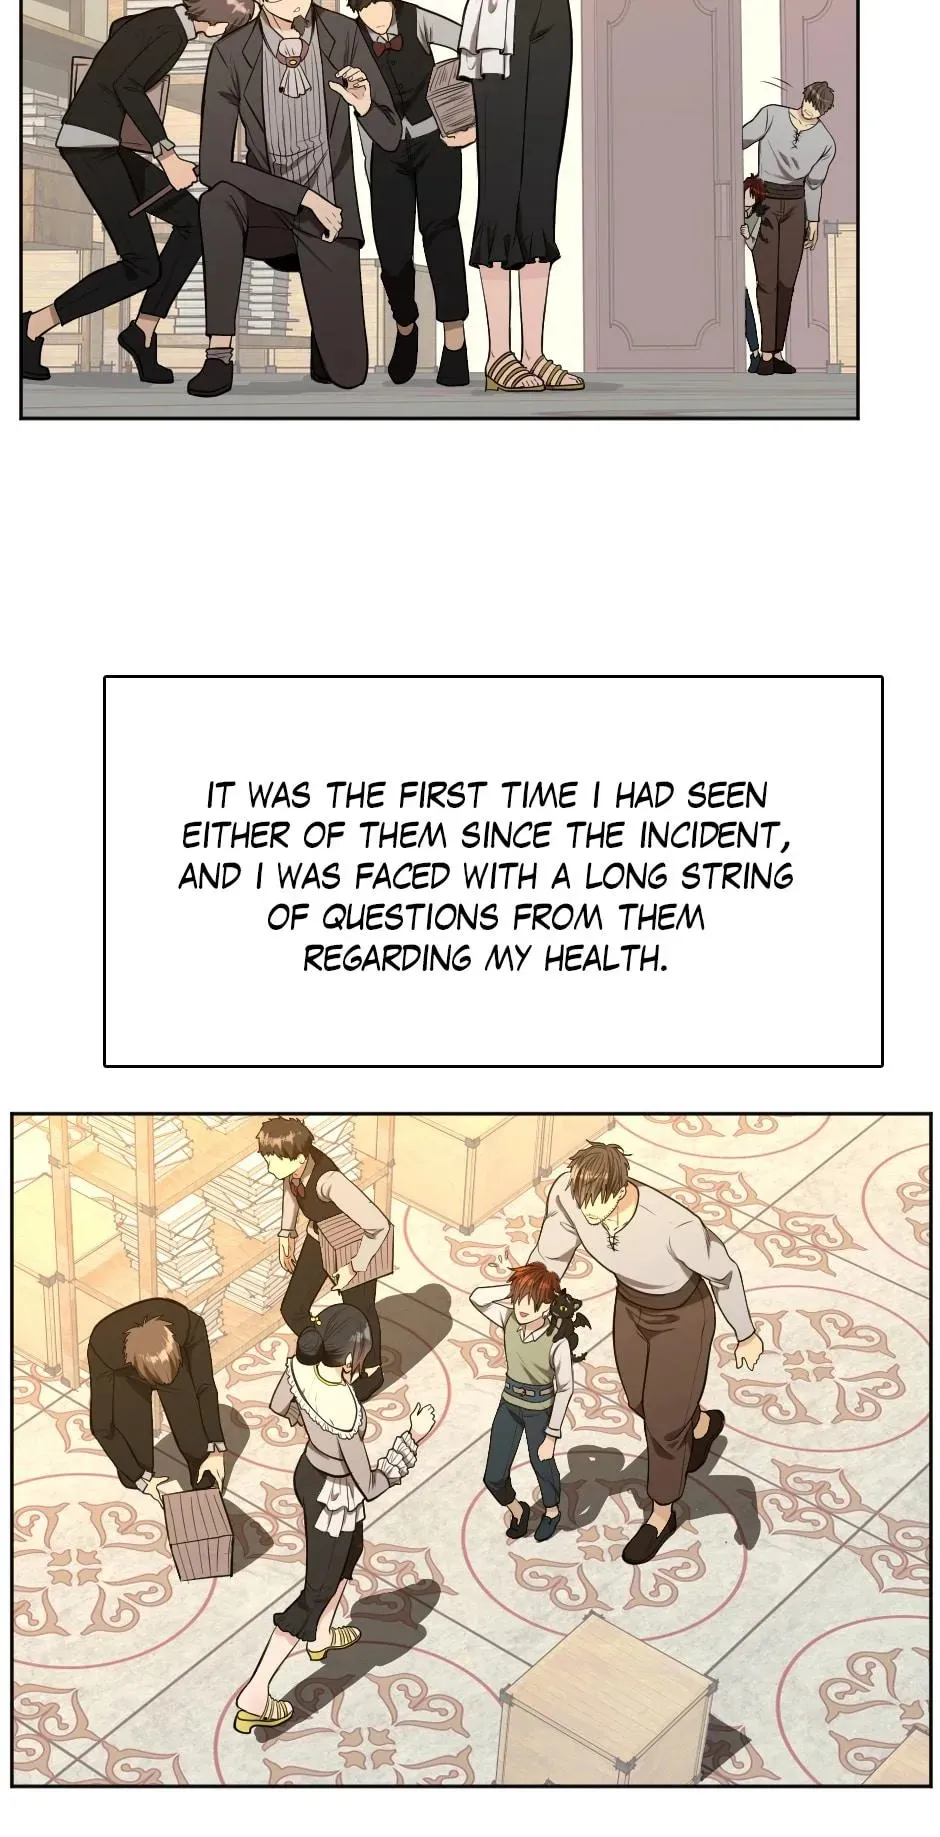 IT WAS THE FIRST TIME I HAD SEEN
EITHER OF THEM SINCE THE INCIDENT,
AND I WAS FACED WITH A LONG STRING
OF QUESTIONS FROM THEM
REGARDING MY HEALTH.